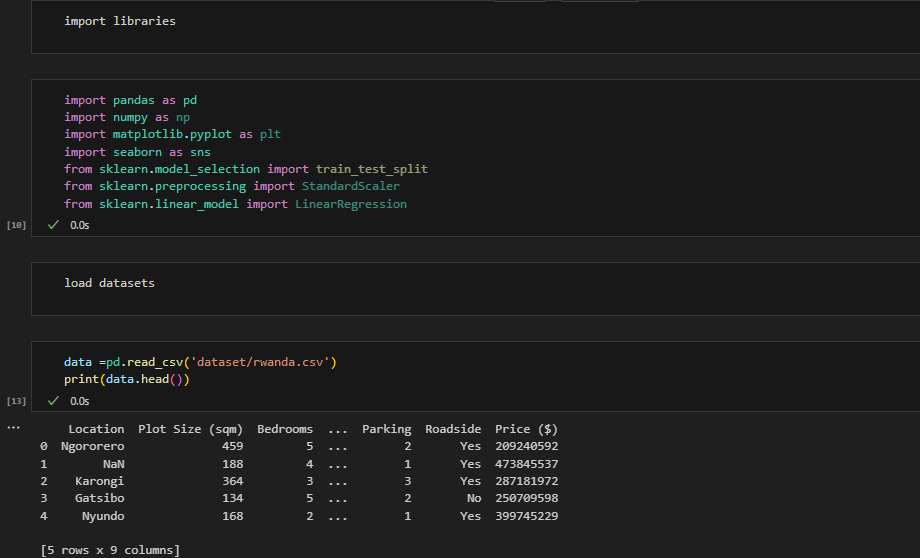 import libraries
import pandas as pd
import numpy as np
import matplotlib.pyplot as plt
import seaborn as sns
from sklearn.model_selection import train_test_split
from sklearn.preprocessing import StandardScaler
from sklearn.linear_model import LinearRegression
[10] ✓ 0.0s
load datasets
data =pd.read_csv('dataset/rwanda.csv')
print(data.head())
[13] ✓ 0.0s
... Location Plot Size (sqm) Bedrooms ... Parking Roadside Price ($)
0 Ngororero 459 5 ... 2 Yes 209240592
1 NaN 188 4 ... 1 Yes 473845537
2 Karongi 364 3 ... 3 Yes 287181972
3 Gatsibo 134 5 ... 2 No 250709598
4 Nyundo 168 2 ... 1 Yes 399745229
[5 rows x 9 columns]